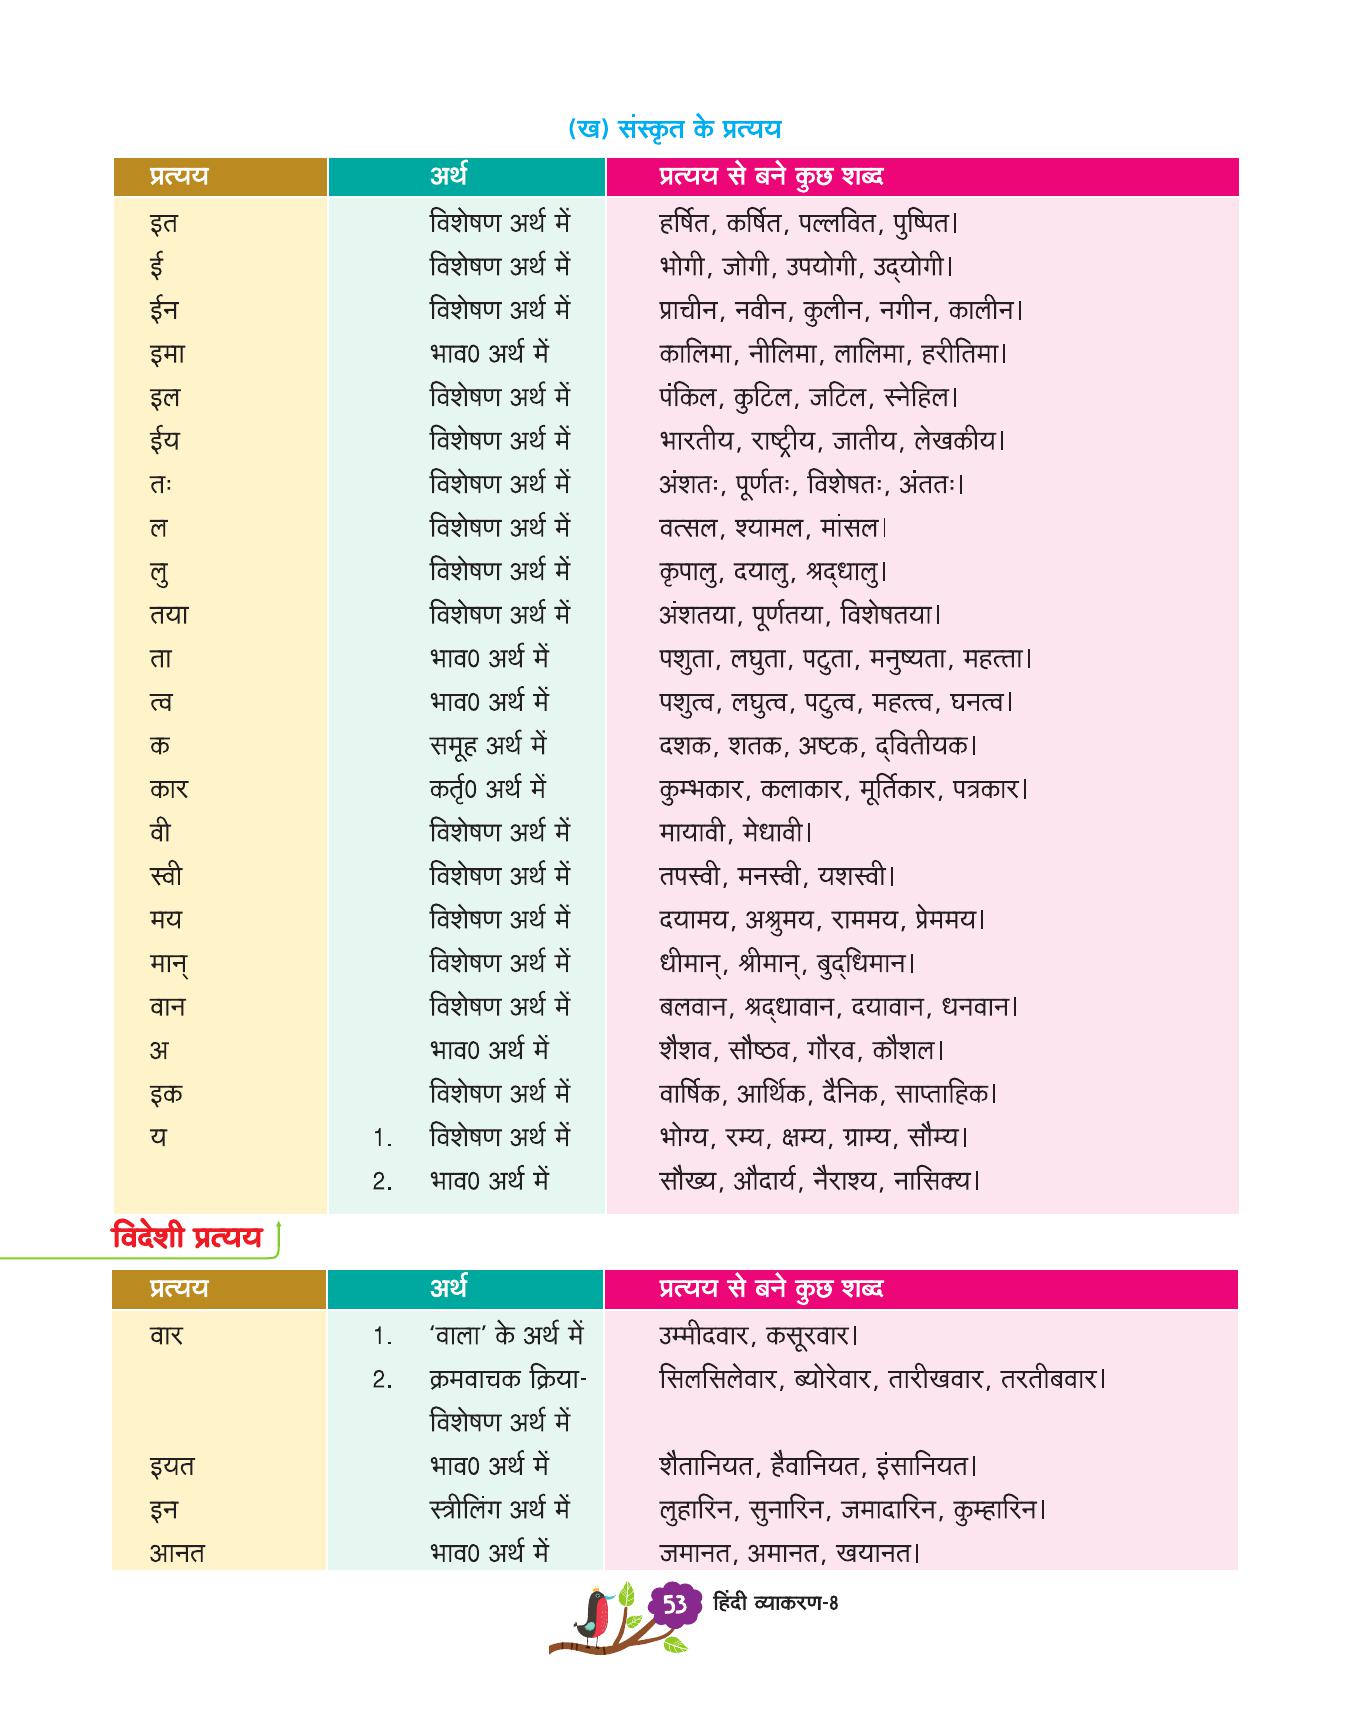 (ख) संस्कृत के प्रत्यय
प्रत्यय अर्थ प्रत्यय से बने कुछ शब्द
इत विशेषण अर्थ में हर्षित, कर्षित, पल्लवित, पुष्पित।
ई विशेषण अर्थ में भोगी, जोगी, उपयोगी, उद्‌योगी।
ईन विशेषण अर्थ में प्राचीन, नवीन, कुलीन, नगीन, कालीन।
इमा भाव0 अर्थ में कालिमा, नीलिमा, लालिमा, हरीतिमा।
इल विशेषण अर्थ में पंकिल, कुटिल, जटिल, स्नेहिल।
ईय विशेषण अर्थ में भारतीय, राष्ट्रीय, जातीय, लेखकीय।
तः विशेषण अर्थ में अंशतः, पूर्णतः, विशेषतः, अंततः।
ल विशेषण अर्थ में वत्सल, श्यामल, मांसल।
लु विशेषण अर्थ में कृपालु, दयालु, श्रद्‌धालु।
तया विशेषण अर्थ में अंशतया, पूर्णतया, विशेषतया।
ता भाव0 अर्थ में पशुता, लघुता, पटुता, मनुष्यता, महत्ता।
त्व भाव0 अर्थ में पशुत्व, लघुत्व, पटुत्व, महत्त्व, घनत्व।
क समूह अर्थ में दशक, शतक, अष्टक, द्‌वितीयक।
कार कर्तृ0 अर्थ में कुम्भकार, कलाकार, मूर्तिकार, पत्रकार।
वी विशेषण अर्थ में मायावी, मेधावी।
स्वी विशेषण अर्थ में तपस्वी, मनस्वी, यशस्वी।
मय विशेषण अर्थ में दयामय, अश्रुमय, राममय, प्रेममय।
मान् विशेषण अर्थ में धीमान्, श्रीमान्, बुद्‌धिमान।
वान विशेषण अर्थ में बलवान, श्रद्‌धावान, दयावान, धनवान।
अ भाव0 अर्थ में शैशव, सौष्ठव, गौरव, कौशल।
इक विशेषण अर्थ में वार्षिक, आर्थिक, दैनिक, साप्ताहिक।
य 1. विशेषण अर्थ में भोग्य, रम्य, क्षम्य, ग्राम्य, सौम्य।
2. भाव0 अर्थ में सौख्य, औदार्य, नैराश्य, नासिक्य।
विदेशी प्रत्यय
प्रत्यय अर्थ प्रत्यय से बने कुछ शब्द
वार 1. ‘वाला’ के अर्थ में उम्मीदवार, कसूरवार।
2. क्रमवाचक क्रिया- सिलसिलेवार, ब्योरेवार, तारीखवार, तरतीबवार।
विशेषण अर्थ में
इयत भाव0 अर्थ में शैतानियत, हैवानियत, इंसानियत।
इन स्त्रीलिंग अर्थ में लुहारिन, सुनारिन, जमादारिन, कुम्हारिन।
आनत भाव0 अर्थ में जमानत, अमानत, खयानत।
53 हिंदी व्याकरण-8